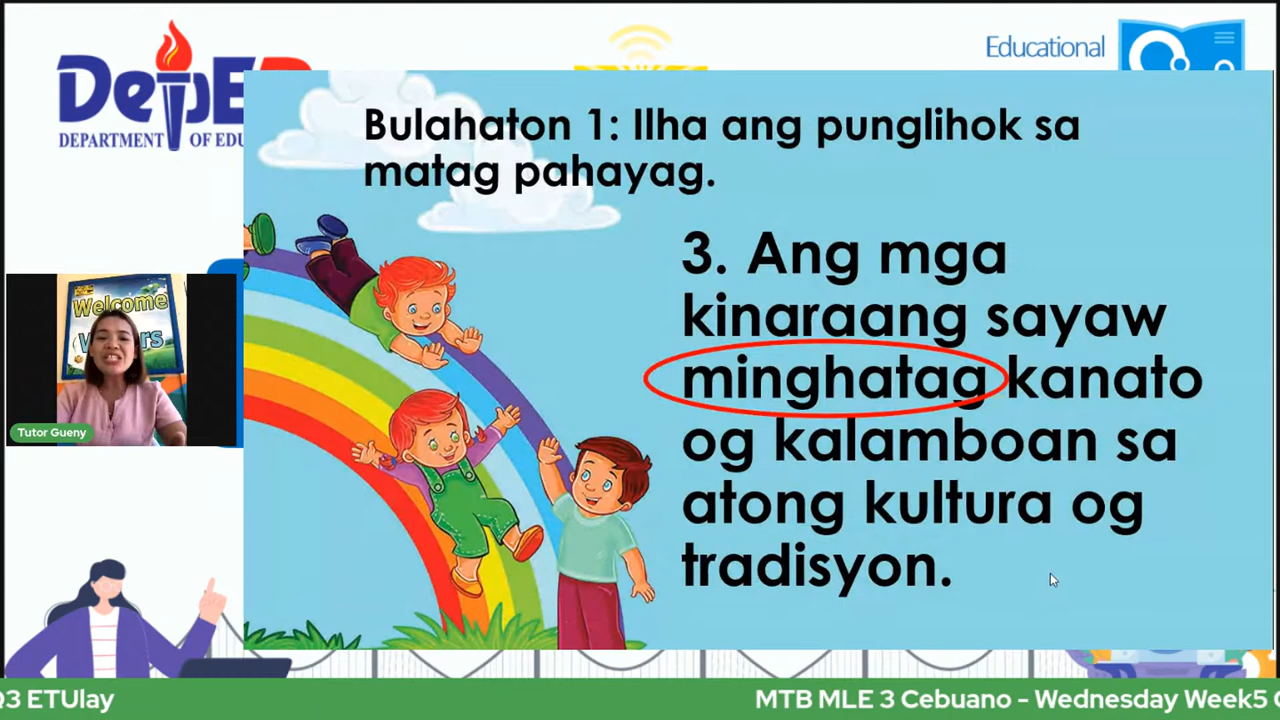 DepE
DEPARTMENT OF EDU
Educational
Bulahaton 1: Ilha ang punglihok sa
matag pahayag.
3. Ang mga
kinaraang sayaw
minghatag kanato
og kalamboan sa
atong kultura og
tradisyon.
Welcome
Tutor Gueny
Q3 ETUlay
MTB MLE 3 Cebuano - Wednesday Week5